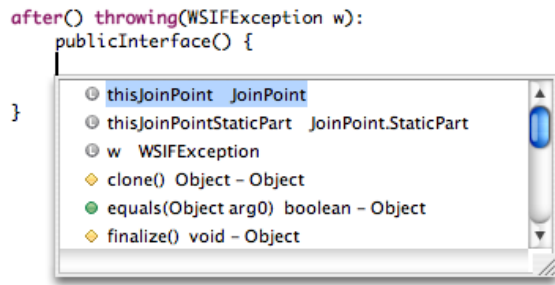 after() throwing(WSIFException w):
publicInterface() {
thisJoinPoint JoinPoint
thisJoinPointStaticPart JoinPoint.StaticPart
w WSIFException
clone() Object – Object
equals(Object arg0) boolean – Object
finalize() void – Object
}